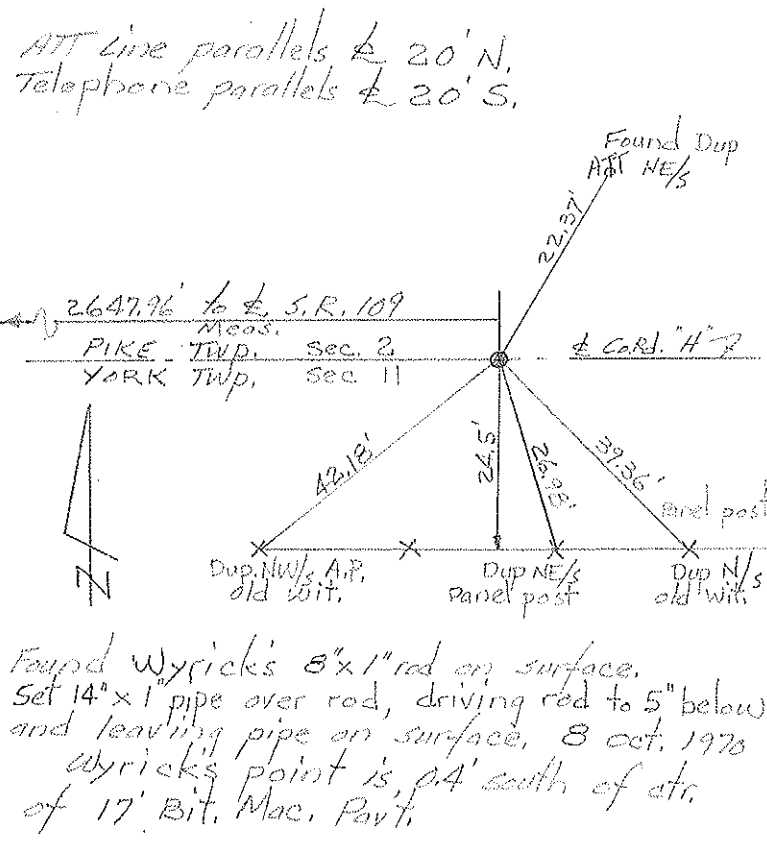 ATT Line parallels ℄ 20' N.
Telephone parallels ℄ 20' S.
Found Dup
ATT NE/s
22.37'
2647.96' to ℄ S.R. 109
Meas.
PIKE Twp. Sec. 2
YORK Twp. Sec 11
℄ Co.Rd. "H"
42.18'
24.5'
26.98'
39.36'
Panel post
Dup. NW/s A.P.
old wit.
Dup NE/s
Panel post
Dup N/s
old wit.
N
Found Wyrick's 8"x1" rod on surface.
Set 14"x1" pipe over rod, driving rod to 5" below
and leaving pipe on surface. 8 Oct. 1970
Wyrick's point is 0.4' south of ctr.
of 17' Bit. Mac. Pavt.